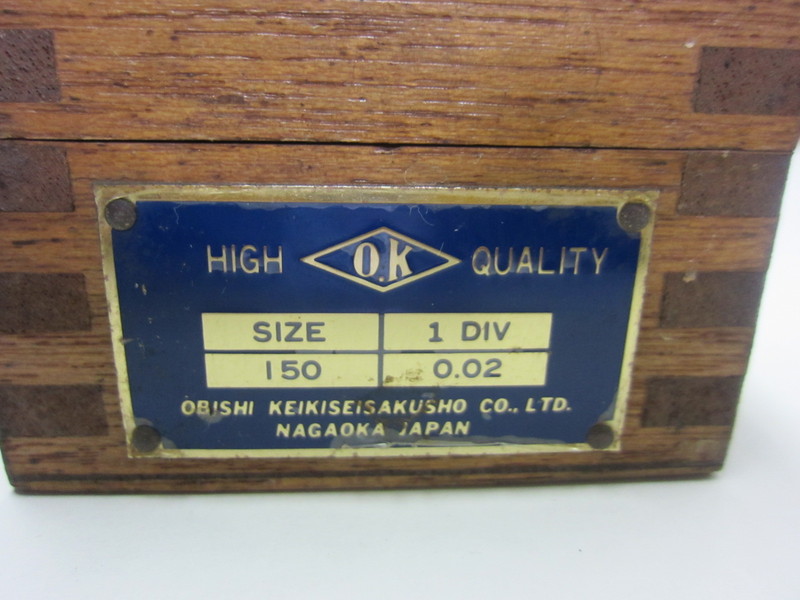 HIGH O.K QUALITY
SIZE 1 DIV
150 0.02
OBISHI KEIKISEISAKUSHO CO., LTD.
NAGAOKA JAPAN